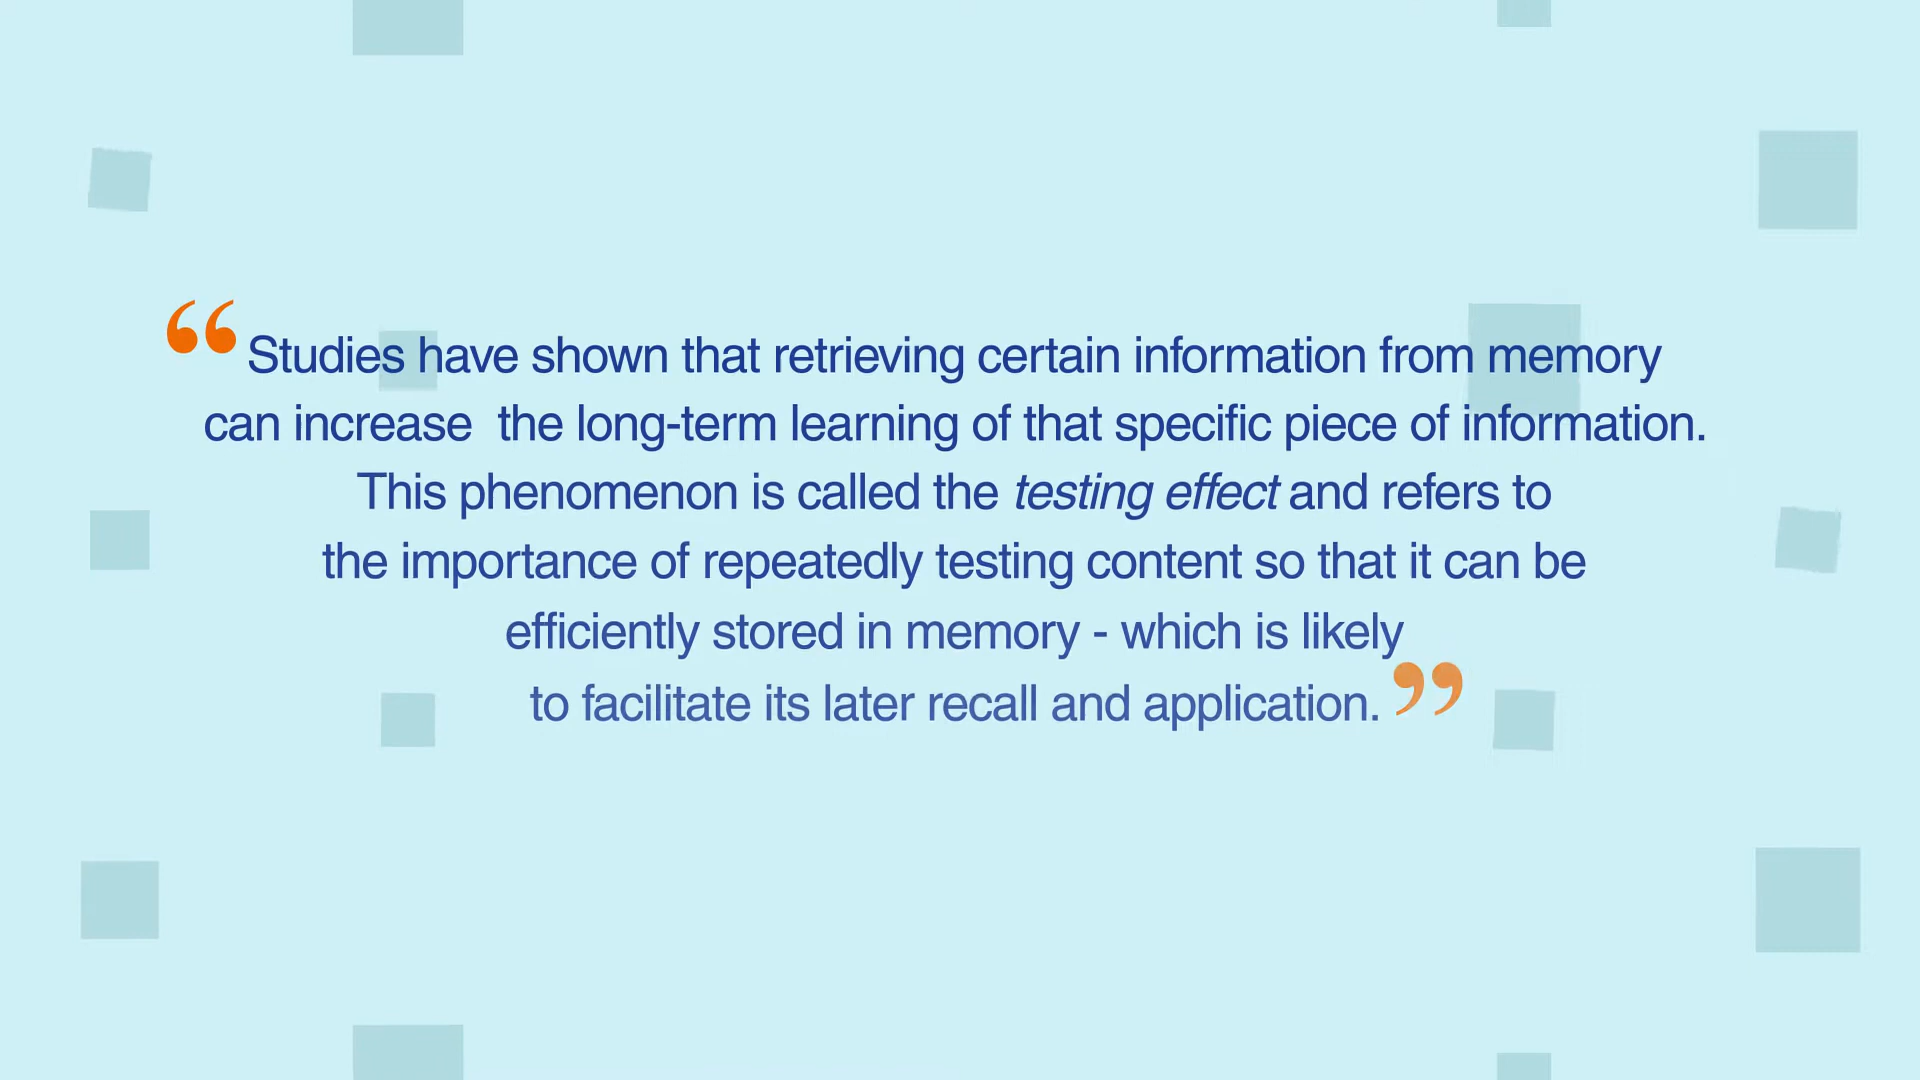 “Studies have shown that retrieving certain information from memory
can increase  the long-term learning of that specific piece of information.
This phenomenon is called the testing effect and refers to
the importance of repeatedly testing content so that it can be
efficiently stored in memory - which is likely
to facilitate its later recall and application.”